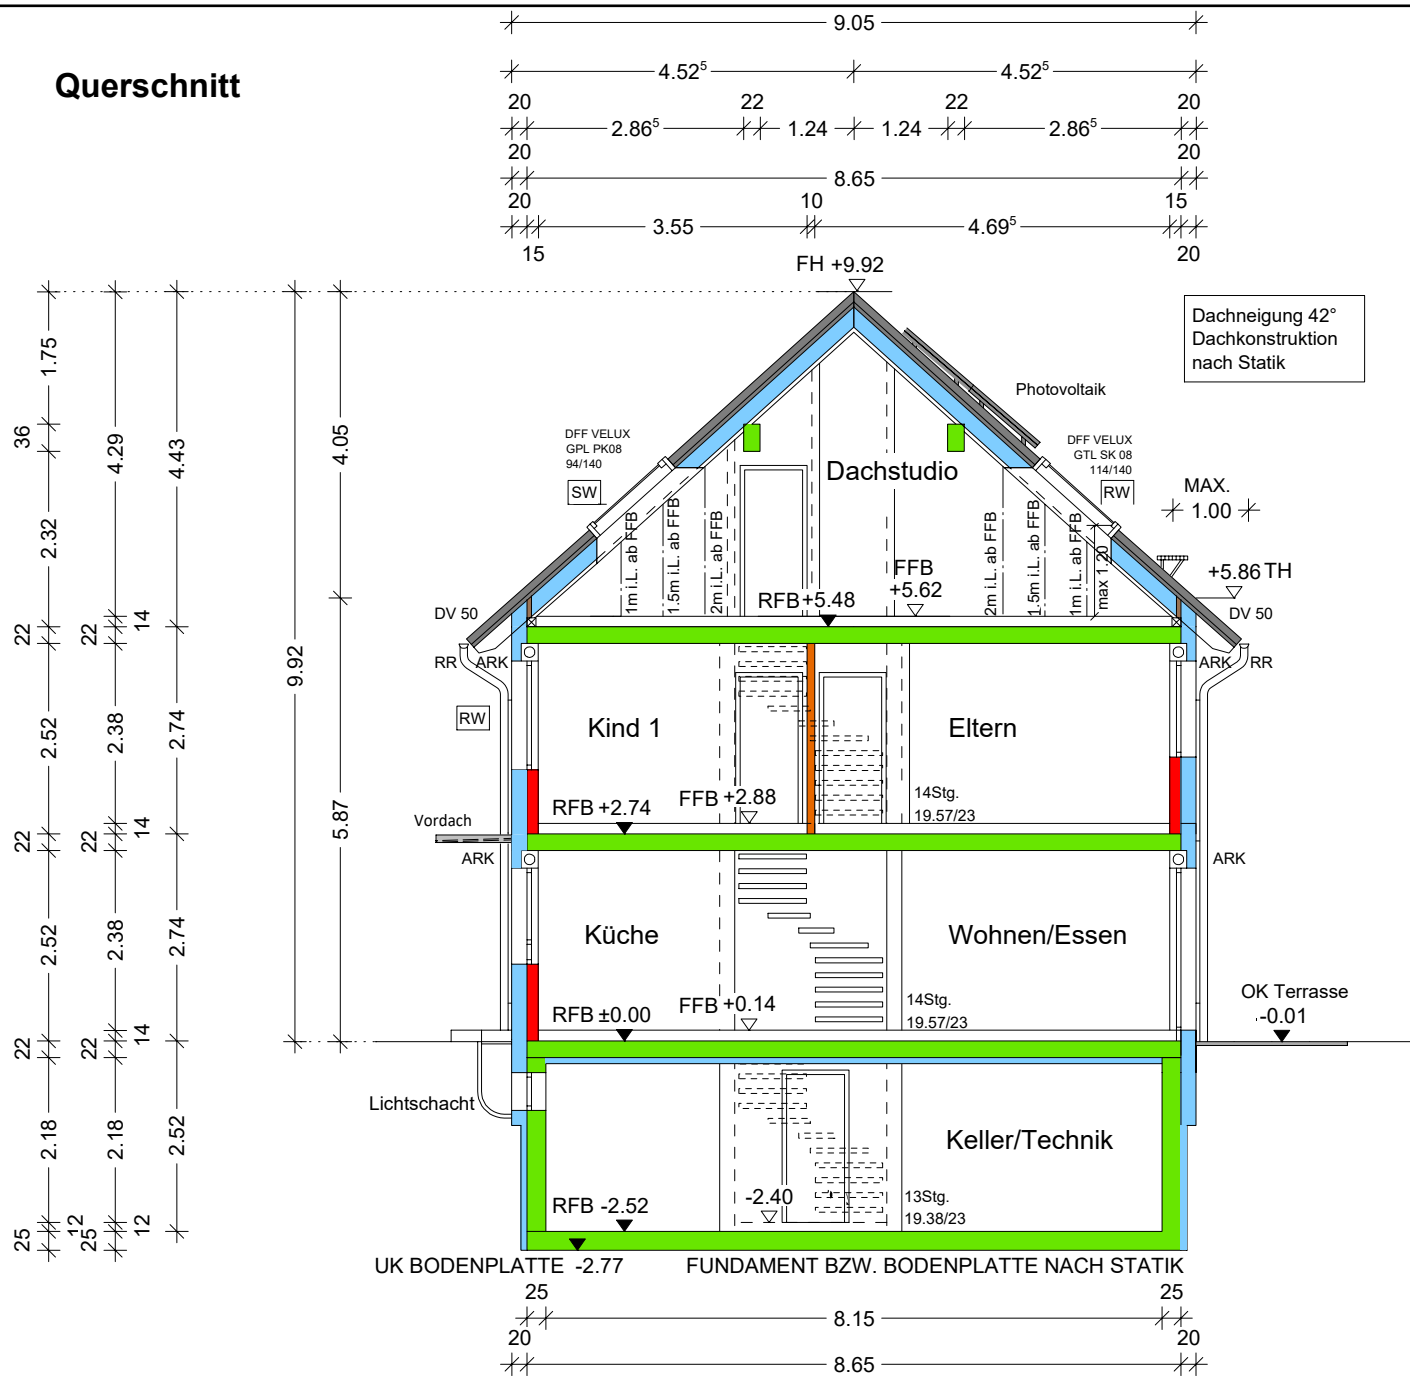 Querschnitt
9.05
4.52⁵ 4.52⁵
20 22 22 20
2.86⁵ 1.24 1.24 2.86⁵
20 20
8.65
20 10 15
3.55 4.69⁵
15 20
FH +9.92
Dachneigung 42°
Dachkonstruktion
nach Statik
Photovoltaik
DFF VELUX
GPL PK08
94/140
SW
DFF VELUX
GTL SK 08
114/140
RW
MAX.
1.00
Dachstudio
1m i.L. ab FFB
1.5m i.L. ab FFB
2m i.L. ab FFB
2m i.L. ab FFB
1.5m i.L. ab FFB
1m i.L. ab FFB
max 1.20
FFB
+5.62
RFB +5.48
+5.86 TH
DV 50
DV 50
RR ARK
ARK RR
RW
Kind 1
Eltern
RFB +2.74
FFB +2.88
14Stg.
19.57/23
Vordach
ARK
ARK
Küche
Wohnen/Essen
RFB ±0.00
FFB +0.14
14Stg.
19.57/23
OK Terrasse
-0.01
Lichtschacht
Keller/Technik
RFB -2.52
-2.40
13Stg.
19.38/23
UK BODENPLATTE -2.77
FUNDAMENT BZW. BODENPLATTE NACH STATIK
25 25
8.15
20 20
8.65
1.75
36
2.32
22
2.52
22
2.52
22
2.18
12
25
4.29
14
22
2.38
14
22
2.38
14
22
2.18
12
25
4.43
2.74
2.74
2.52
9.92
4.05
5.87